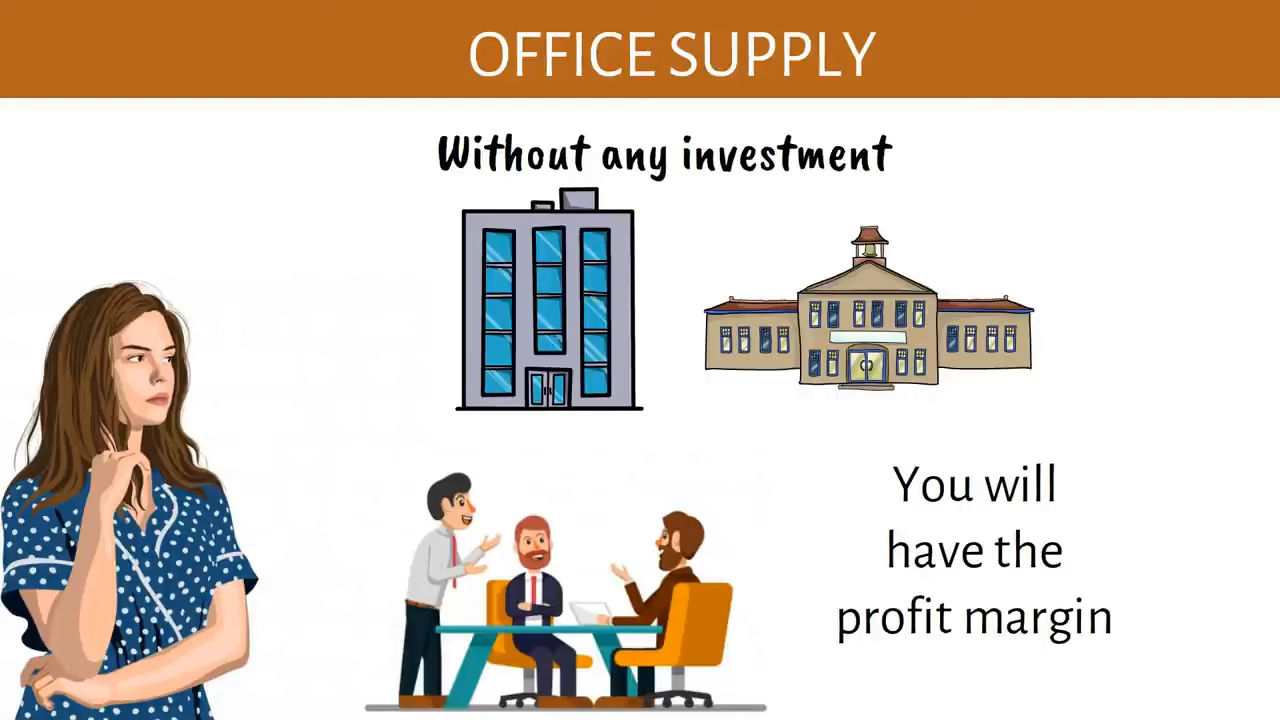 OFFICE SUPPLY
Without any investment
You will
have the
profit margin